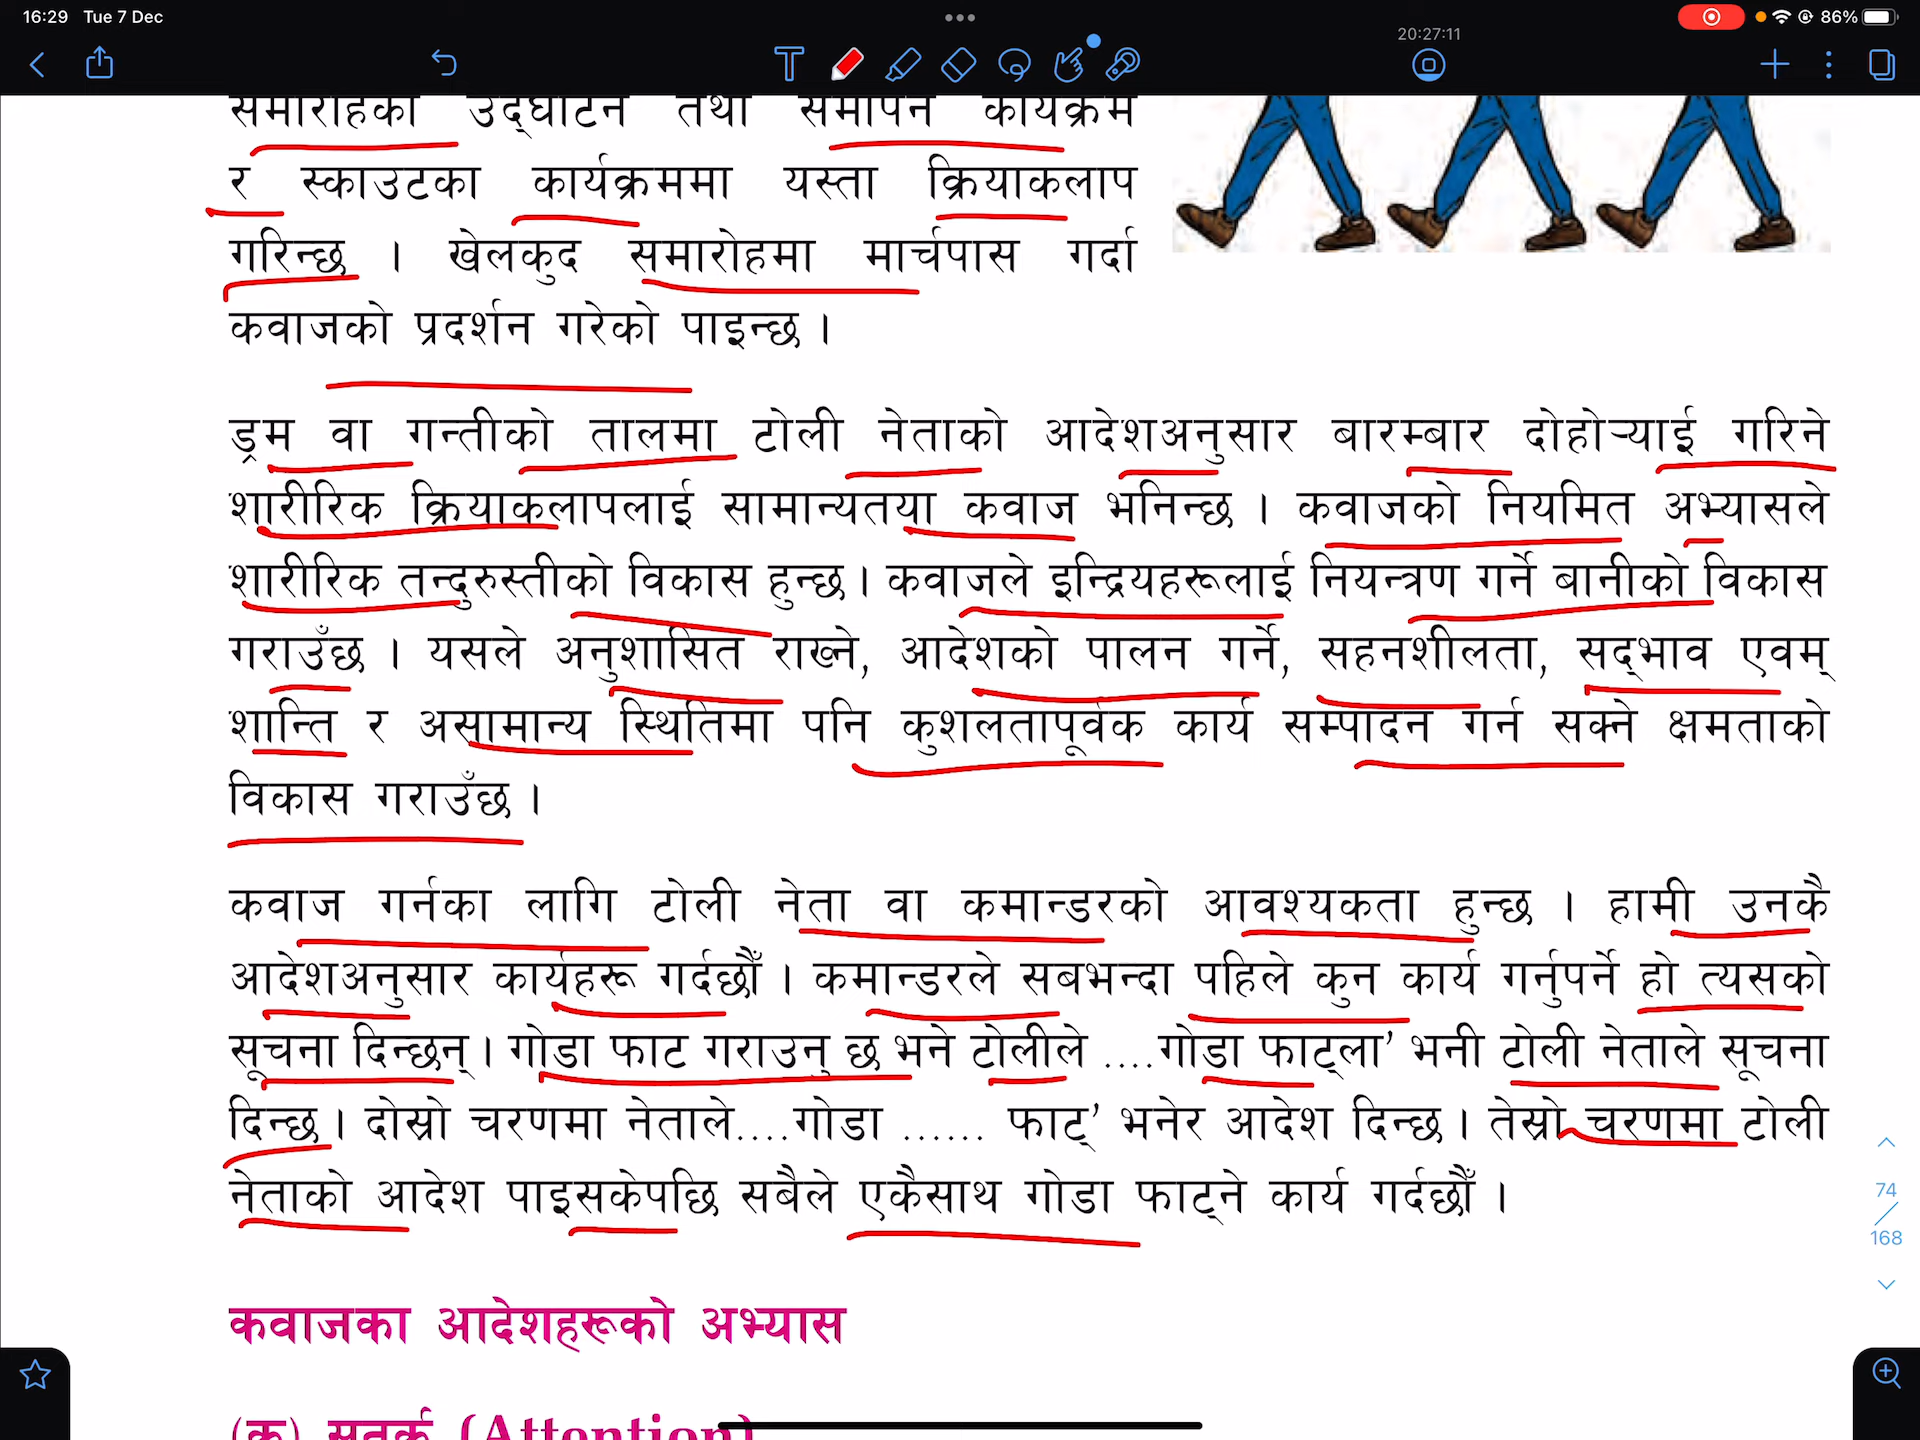 16:29 Tue 7 Dec
86%
20:27:11
समारोहका उद्घाटन तथा समापन कार्यक्रम
र स्काउटका कार्यक्रममा यस्ता क्रियाकलाप
गरिन्छ । खेलकुद समारोहमा मार्चपास गर्दा
कवाजको प्रदर्शन गरेको पाइन्छ ।
ड्रम वा गन्तीको तालमा टोली नेताको आदेशअनुसार बारम्बार दोहोऱ्याई गरिने
शारीरिक क्रियाकलापलाई सामान्यतया कवाज भनिन्छ । कवाजको नियमित अभ्यासले
शारीरिक तन्दुरुस्तीको विकास हुन्छ । कवाजले इन्द्रियहरूलाई नियन्त्रण गर्ने बानीको विकास
गराउँछ । यसले अनुशासित राख्ने, आदेशको पालन गर्ने, सहनशीलता, सद्भाव एवम्
शान्ति र असामान्य स्थितिमा पनि कुशलतापूर्वक कार्य सम्पादन गर्न सक्ने क्षमताको
विकास गराउँछ ।
कवाज गर्नका लागि टोली नेता वा कमान्डरको आवश्यकता हुन्छ । हामी उनकै
आदेशअनुसार कार्यहरू गर्दछौँ । कमान्डरले सबभन्दा पहिले कुन कार्य गर्नुपर्ने हो त्यसको
सूचना दिन्छन् । गोडा फाट गराउनु छ भने टोलीले ....गोडा फाट्ला’ भनी टोली नेताले सूचना
दिन्छ । दोस्रो चरणमा नेताले....गोडा ...... फाट्’ भनेर आदेश दिन्छ । तेस्रो चरणमा टोली
नेताको आदेश पाइसकेपछि सबैले एकैसाथ गोडा फाट्ने कार्य गर्दछौँ ।
74
168
कवाजका आदेशहरूको अभ्यास
(क) सतर्क (Attention)